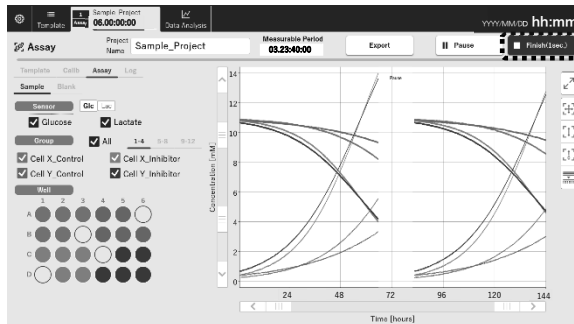 Template
1
Assay
Sample_Project
06.00:00:00
Data Analysis
YYYY/MM/DD hh:mm
Assay
Project Name
Sample_Project
Measurable Period
03.23:40:00
Export
Pause
Finish(1sec.)
Template Calib Assay Log
Sample Blank
Sensor Glc Lac
Glucose Lactate
Group All 1-4 5-8 9-12
Cell X_Control Cell X_Inhibitor
Cell Y_Control Cell Y_Inhibitor
Well
1 2 3 4 5 6
A
B
C
D
Concentration [mM]
14
12
10
8
6
4
2
0
Pause
24 48 72 96 120 144
Time [hours]